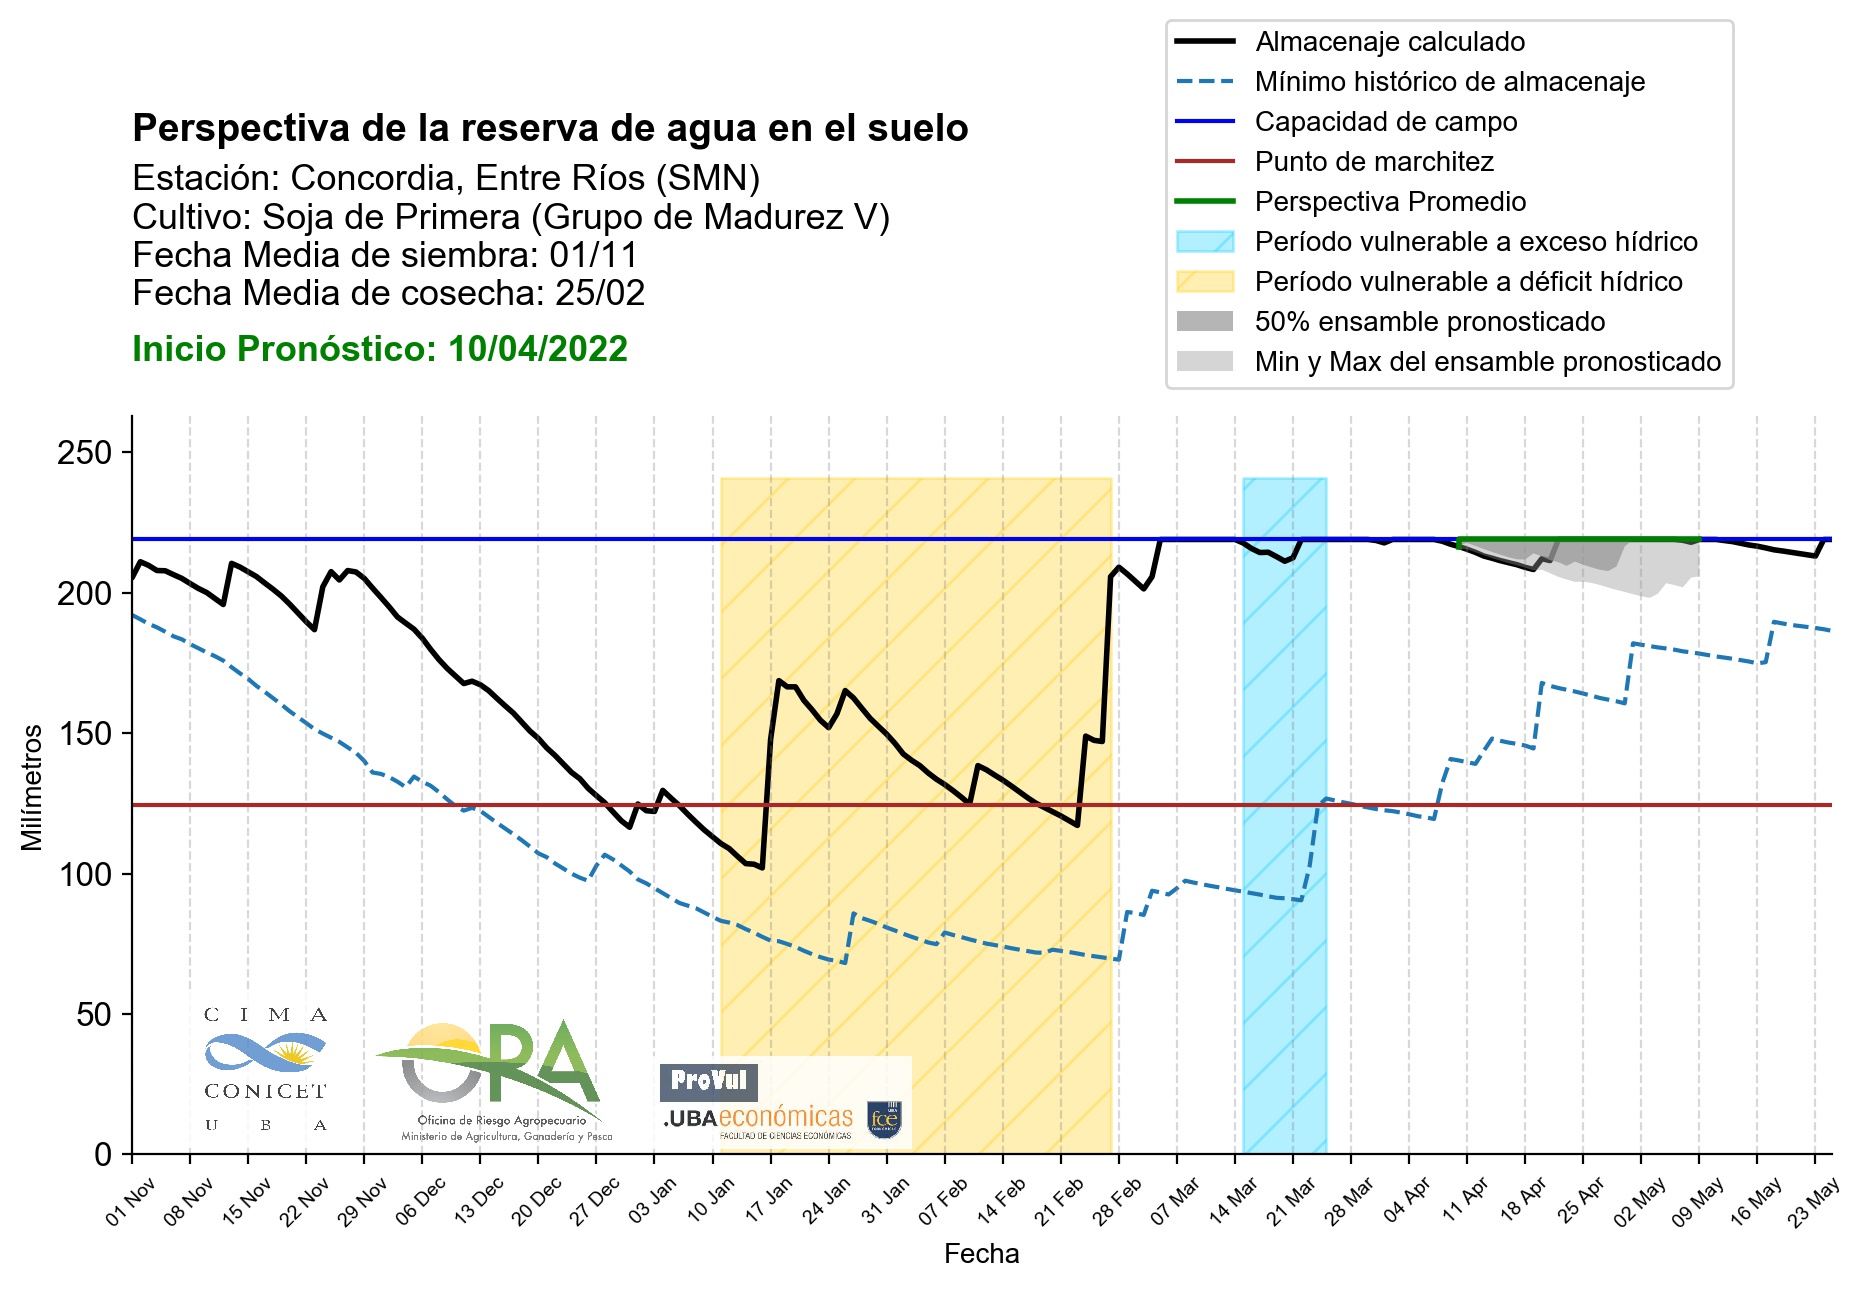 Almacenaje calculado
Mínimo histórico de almacenaje
Capacidad de campo
Punto de marchitez
Perspectiva Promedio
Período vulnerable a exceso hídrico
Período vulnerable a déficit hídrico
50% ensamble pronosticado
Min y Max del ensamble pronosticado
Perspectiva de la reserva de agua en el suelo
Estación: Concordia, Entre Ríos (SMN)
Cultivo: Soja de Primera (Grupo de Madurez V)
Fecha Media de siembra: 01/11
Fecha Media de cosecha: 25/02
Inicio Pronóstico: 10/04/2022
250
200
150
100
50
0
Milímetros
CIMA
CONICET
UBA
ORA
Oficina de Riesgo Agropecuario
Ministerio de Agricultura, Ganadería y Pesca
ProVul
.UBAeconómicas
FACULTAD DE CIENCIAS ECONÓMICAS
UBA
fce
ECONÓMICAS
01 Nov
08 Nov
15 Nov
22 Nov
29 Nov
06 Dec
13 Dec
20 Dec
27 Dec
03 Jan
10 Jan
17 Jan
24 Jan
31 Jan
07 Feb
14 Feb
21 Feb
28 Feb
07 Mar
14 Mar
21 Mar
28 Mar
04 Apr
11 Apr
18 Apr
25 Apr
02 May
09 May
16 May
23 May
Fecha